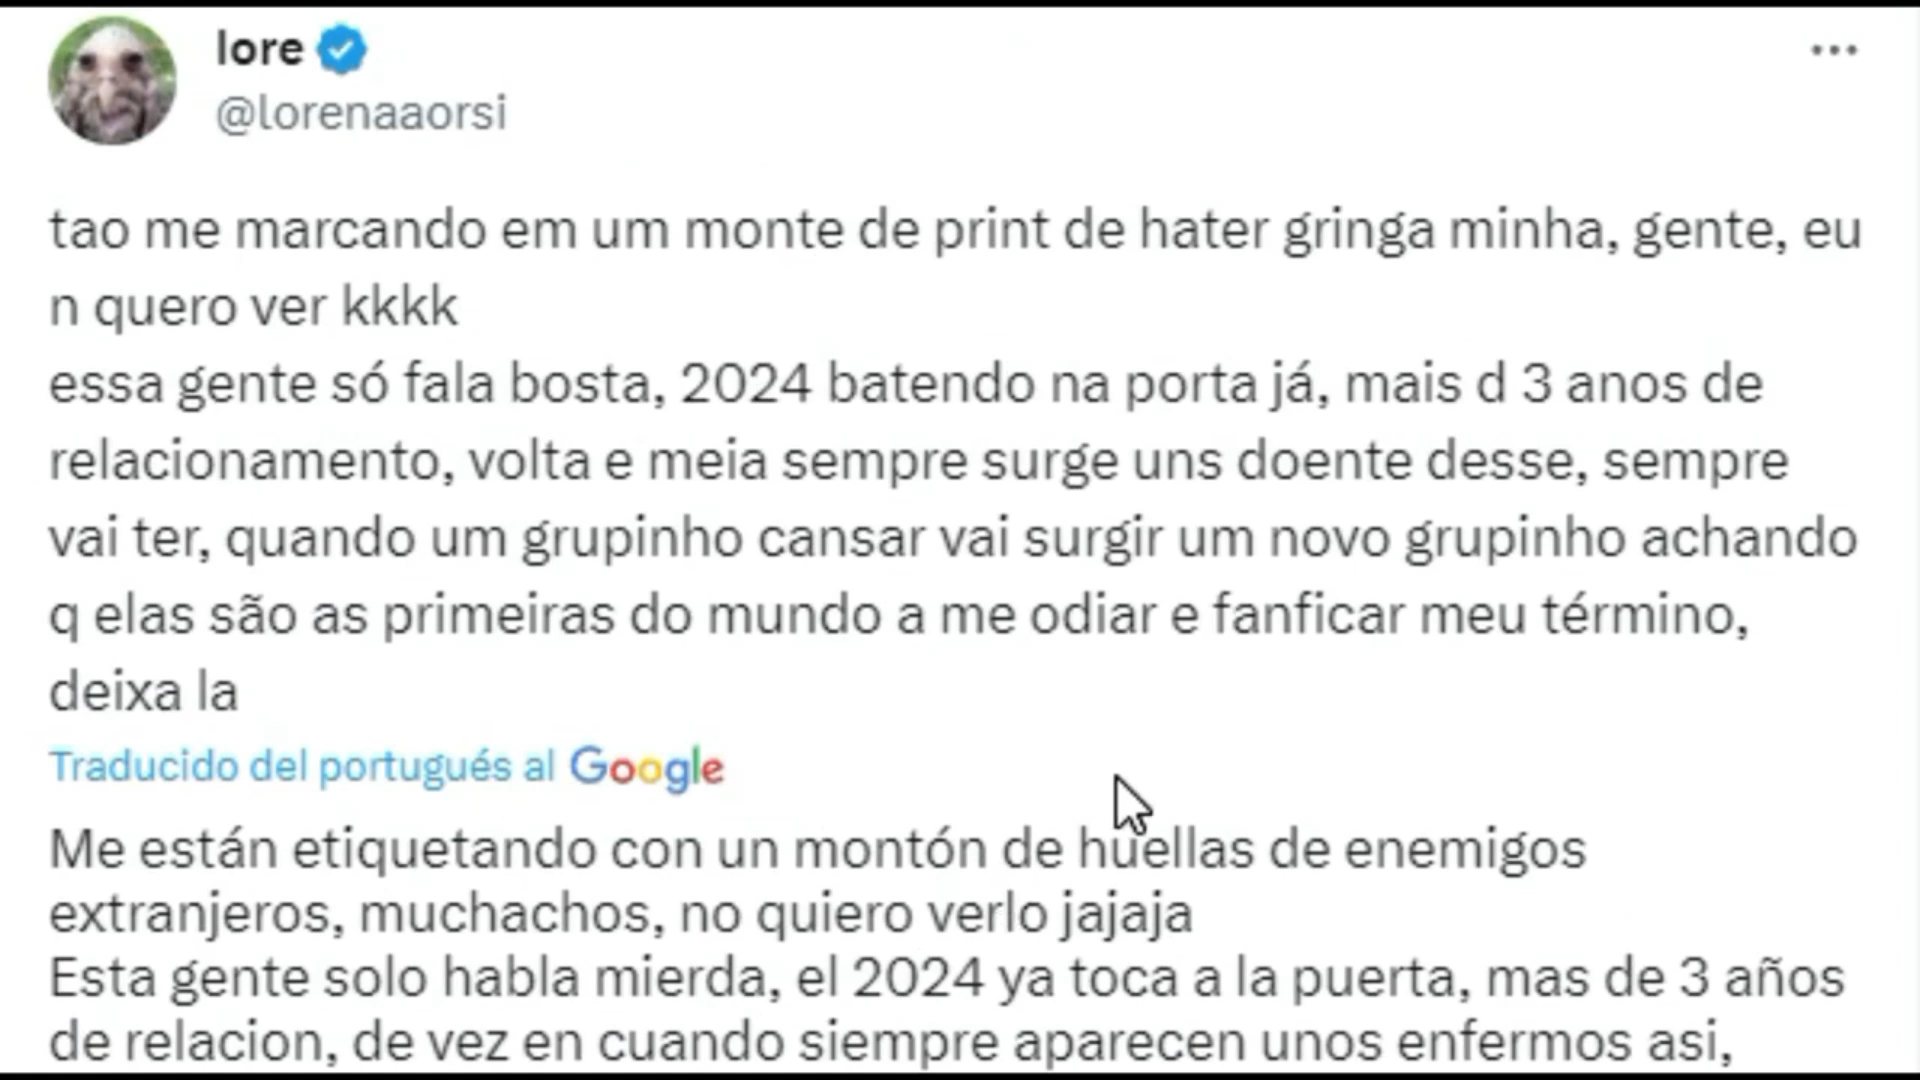 lore
@lorenaaorsi
tao me marcando em um monte de print de hater gringa minha, gente, eu
n quero ver kkkk
essa gente só fala bosta, 2024 batendo na porta já, mais d 3 anos de
relacionamento, volta e meia sempre surge uns doente desse, sempre
vai ter, quando um grupinho cansar vai surgir um novo grupinho achando
q elas são as primeiras do mundo a me odiar e fanficar meu término,
deixa la
Traducido del portugués al Google
Me están etiquetando con un montón de huellas de enemigos
extranjeros, muchachos, no quiero verlo jajaja
Esta gente solo habla mierda, el 2024 ya toca a la puerta, mas de 3 años
de relacion, de vez en cuando siempre aparecen unos enfermos asi,